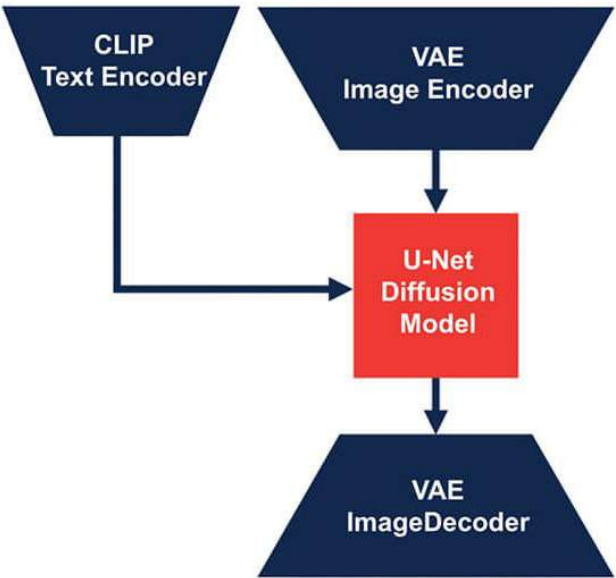 CLIP
Text Encoder
VAE
Image Encoder
U-Net
Diffusion
Model
VAE
ImageDecoder